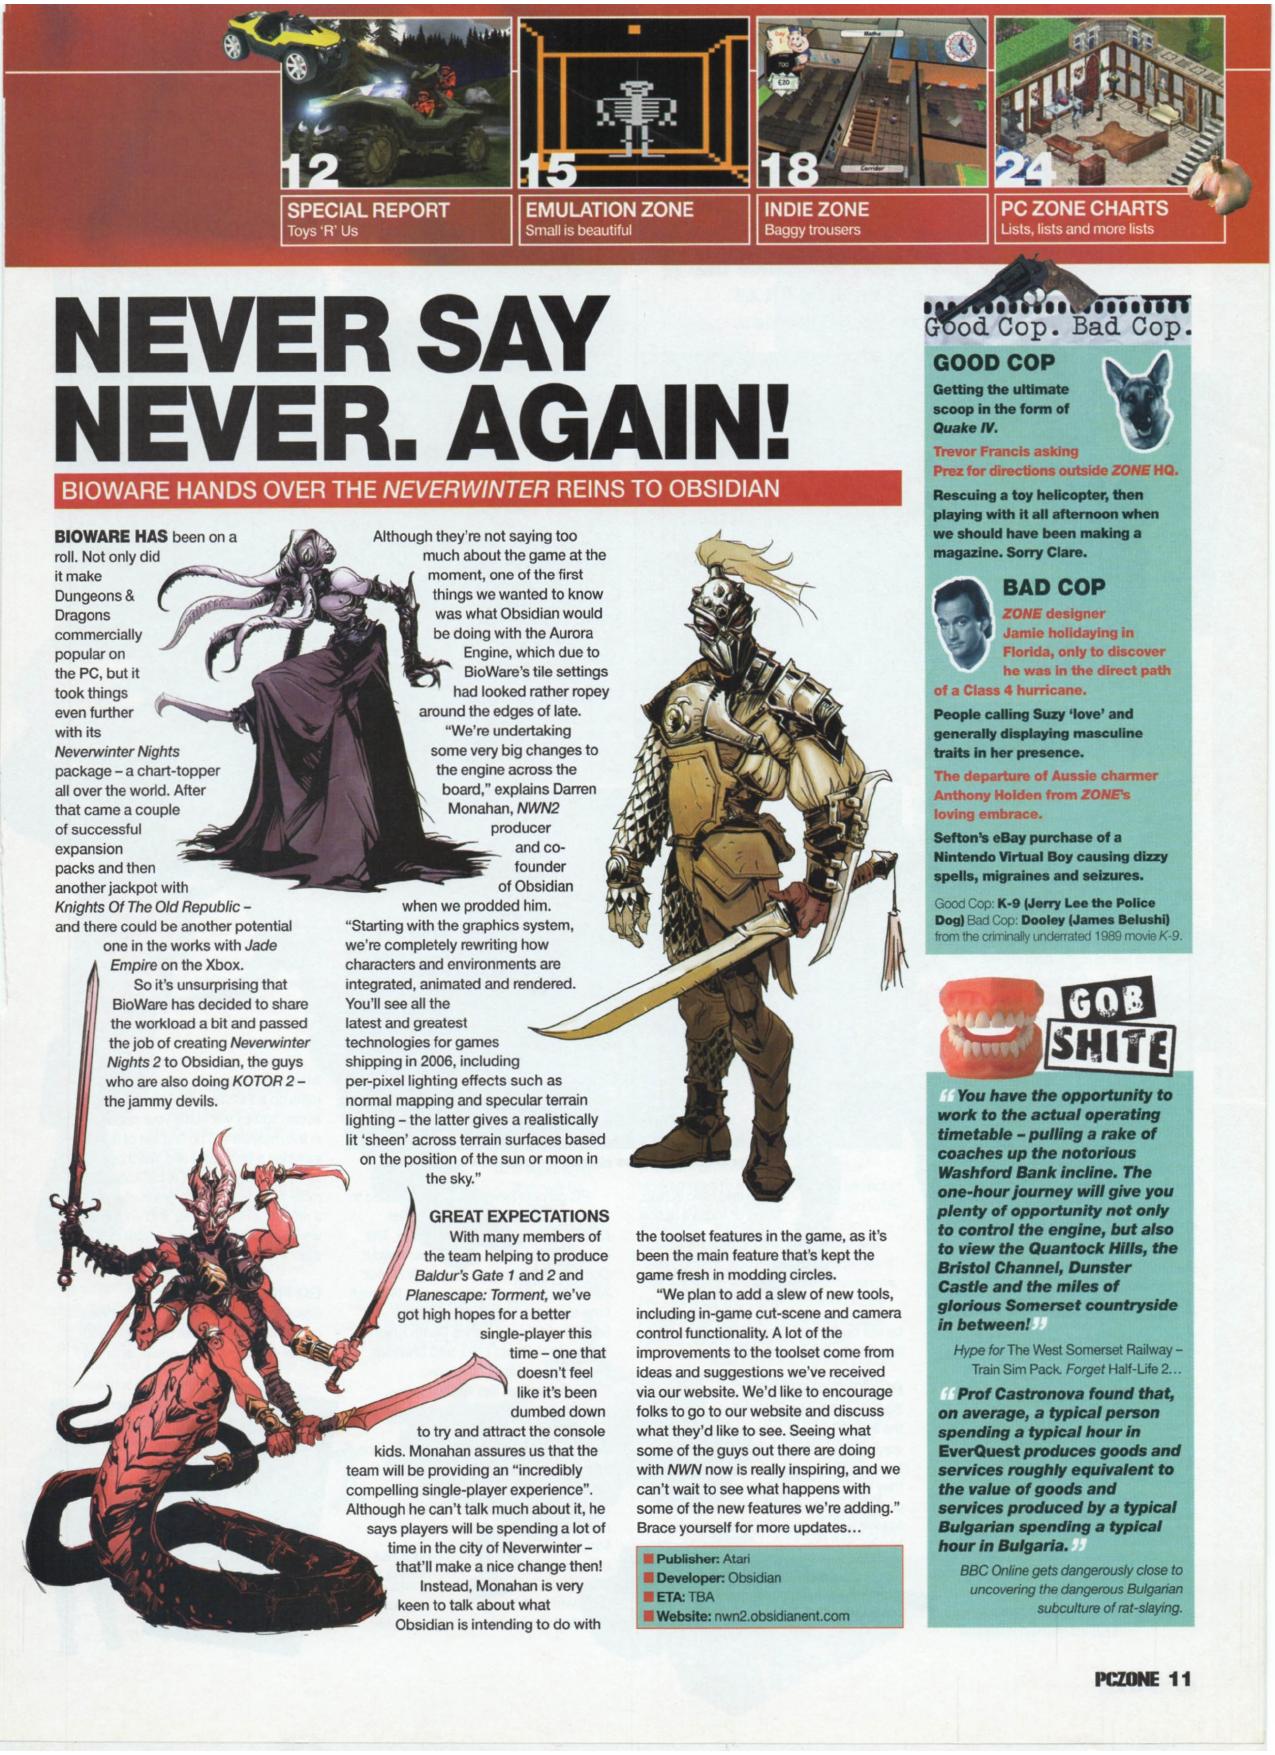 12
SPECIAL REPORT
Toys 'R' Us
15
EMULATION ZONE
Small is beautiful
Maths
Corridor
18
INDIE ZONE
Baggy trousers
24
PC ZONE CHARTS
Lists, lists and more lists
NEVER SAY
NEVER. AGAIN!
BIOWARE HANDS OVER THE NEVERWINTER REINS TO OBSIDIAN
BIOWARE HAS been on a
roll. Not only did
it make
Dungeons &
Dragons
commercially
popular on
the PC, but it
took things
even further
with its
Neverwinter Nights
package – a chart-topper
all over the world. After
that came a couple
of successful
expansion
packs and then
another jackpot with
Knights Of The Old Republic –
and there could be another potential
one in the works with Jade
Empire on the Xbox.
So it's unsurprising that
BioWare has decided to share
the workload a bit and passed
the job of creating Neverwinter
Nights 2 to Obsidian, the guys
who are also doing KOTOR 2 –
the jammy devils.
Although they're not saying too
much about the game at the
moment, one of the first
things we wanted to know
was what Obsidian would
be doing with the Aurora
Engine, which due to
BioWare's tile settings
had looked rather ropey
around the edges of late.
"We're undertaking
some very big changes to
the engine across the
board," explains Darren
Monahan, NWN2
producer
and co-
founder
of Obsidian
when we prodded him.
"Starting with the graphics system,
we're completely rewriting how
characters and environments are
integrated, animated and rendered.
You'll see all the
latest and greatest
technologies for games
shipping in 2006, including
per-pixel lighting effects such as
normal mapping and specular terrain
lighting – the latter gives a realistically
lit 'sheen' across terrain surfaces based
on the position of the sun or moon in
the sky."
GREAT EXPECTATIONS
With many members of
the team helping to produce
Baldur's Gate 1 and 2 and
Planescape: Torment, we've
got high hopes for a better
single-player this
time – one that
doesn't feel
like it's been
dumbed down
to try and attract the console
kids. Monahan assures us that the
team will be providing an "incredibly
compelling single-player experience".
Although he can't talk much about it, he
says players will be spending a lot of
time in the city of Neverwinter –
that'll make a nice change then!
Instead, Monahan is very
keen to talk about what
Obsidian is intending to do with
the toolset features in the game, as it's
been the main feature that's kept the
game fresh in modding circles.
"We plan to add a slew of new tools,
including in-game cut-scene and camera
control functionality. A lot of the
improvements to the toolset come from
ideas and suggestions we've received
via our website. We'd like to encourage
folks to go to our website and discuss
what they'd like to see. Seeing what
some of the guys out there are doing
with NWN now is really inspiring, and we
can't wait to see what happens with
some of the new features we're adding."
Brace yourself for more updates...
Publisher: Atari
Developer: Obsidian
ETA: TBA
Website: nwn2.obsidianent.com
Good Cop. Bad Cop.
GOOD COP
Getting the ultimate
scoop in the form of
Quake IV.
Trevor Francis asking
Prez for directions outside ZONE HQ.
Rescuing a toy helicopter, then
playing with it all afternoon when
we should have been making a
magazine. Sorry Clare.
BAD COP
ZONE designer
Jamie holidaying in
Florida, only to discover
he was in the direct path
of a Class 4 hurricane.
People calling Suzy 'love' and
generally displaying masculine
traits in her presence.
The departure of Aussie charmer
Anthony Holden from ZONE's
loving embrace.
Sefton's eBay purchase of a
Nintendo Virtual Boy causing dizzy
spells, migraines and seizures.
Good Cop: K-9 (Jerry Lee the Police
Dog) Bad Cop: Dooley (James Belushi)
from the criminally underrated 1989 movie K-9.
GOB
SHITE
"You have the opportunity to
work to the actual operating
timetable – pulling a rake of
coaches up the notorious
Washford Bank incline. The
one-hour journey will give you
plenty of opportunity not only
to control the engine, but also
to view the Quantock Hills, the
Bristol Channel, Dunster
Castle and the miles of
glorious Somerset countryside
in between!"
Hype for The West Somerset Railway –
Train Sim Pack. Forget Half-Life 2...
"Prof Castronova found that,
on average, a typical person
spending a typical hour in
EverQuest produces goods and
services roughly equivalent to
the value of goods and
services produced by a typical
Bulgarian spending a typical
hour in Bulgaria."
BBC Online gets dangerously close to
uncovering the dangerous Bulgarian
subculture of rat-slaying.
PCZONE 11